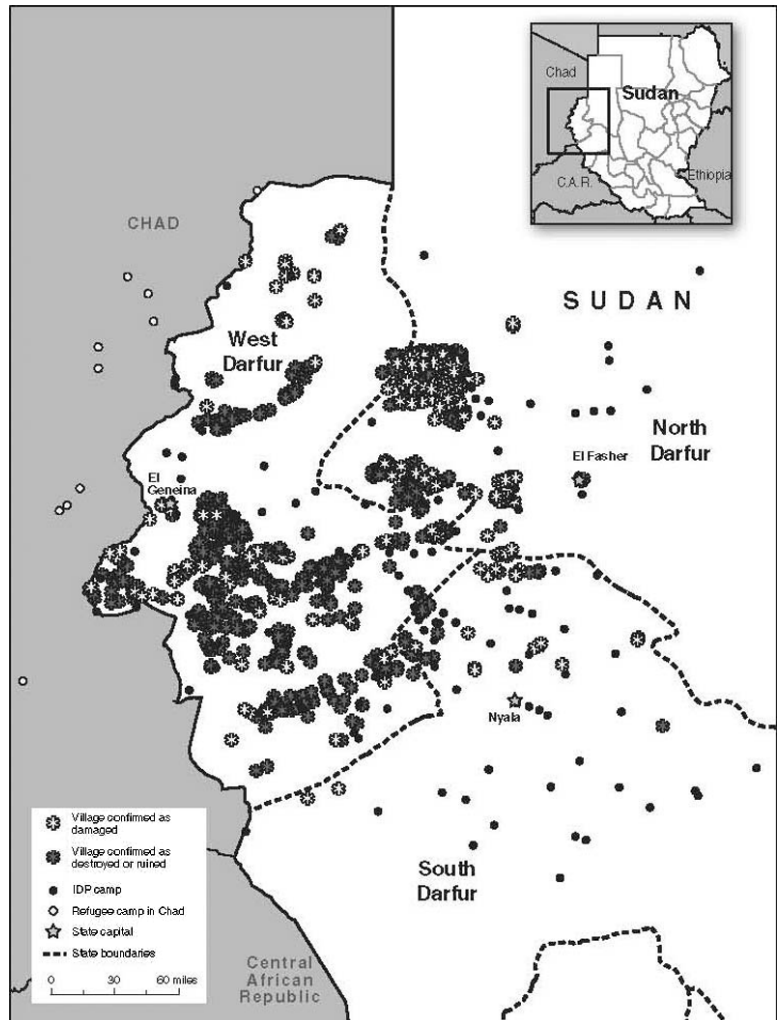 Chad
Sudan
C.A.R.
Ethiopia
CHAD
SUDAN
West
Darfur
North
Darfur
El Fasher
El
Geneina
Nyala
South
Darfur
Village confirmed as
damaged
Village confirmed as
destroyed or ruined
IDP camp
Refugee camp in Chad
State capital
State boundaries
0 30 60 miles
Central
African
Republic